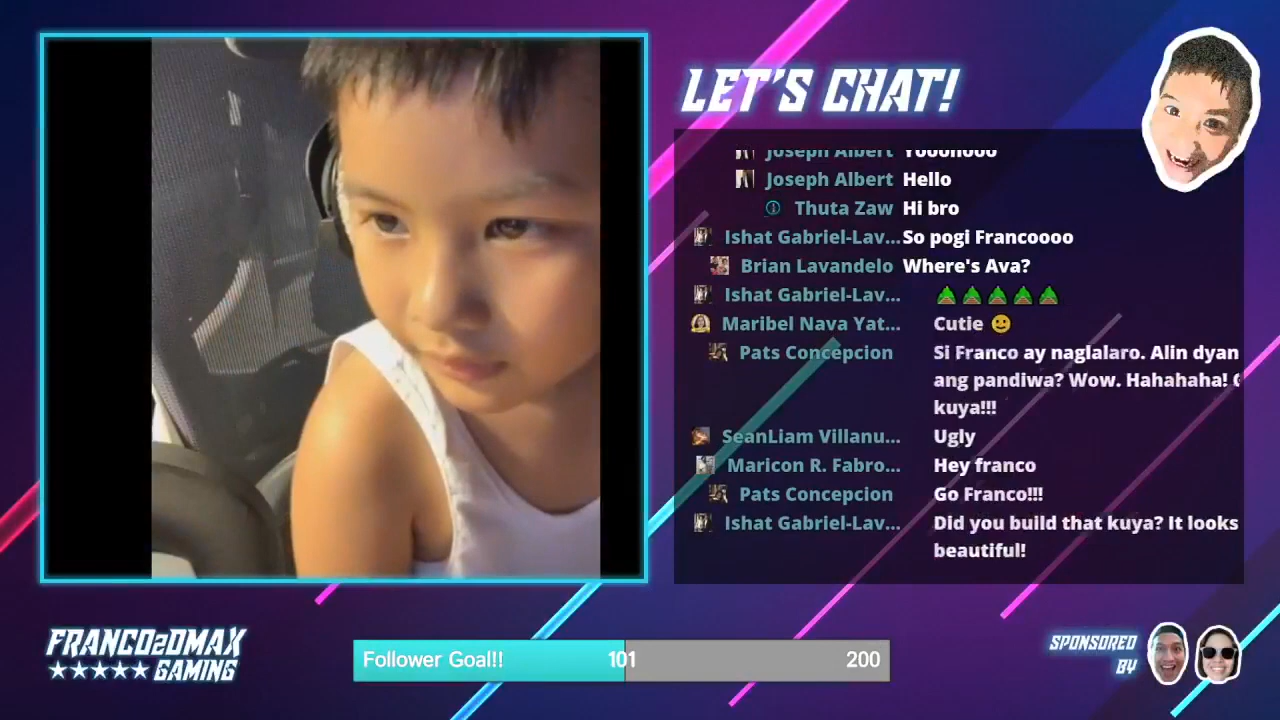 LET'S CHAT!
Joseph Albert Yooohooo
Joseph Albert Hello
Thuta Zaw Hi bro
Ishat Gabriel-Lav... So pogi Francoooo
Brian Lavandelo Where's Ava?
Ishat Gabriel-Lav...
Maribel Nava Yat... Cutie
Pats Concepcion Si Franco ay naglalaro. Alin dyan
ang pandiwa? Wow. Hahahaha!
kuya!!!
SeanLiam Villanu... Ugly
Maricon R. Fabro... Hey franco
Pats Concepcion Go Franco!!!
Ishat Gabriel-Lav... Did you build that kuya? It looks
beautiful!
FRANCO2DMAX
GAMING
Follower Goal!! 101 200
SPONSORED
BY